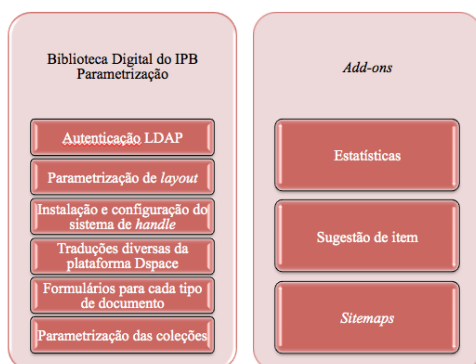 Biblioteca Digital do IPB
Parametrização
Autenticação LDAP
Parametrização de layout
Instalação e configuração do
sistema de handle
Traduções diversas da
plataforma Dspace
Formulários para cada tipo
de documento
Parametrização das coleções
Add-ons
Estatísticas
Sugestão de item
Sitemaps